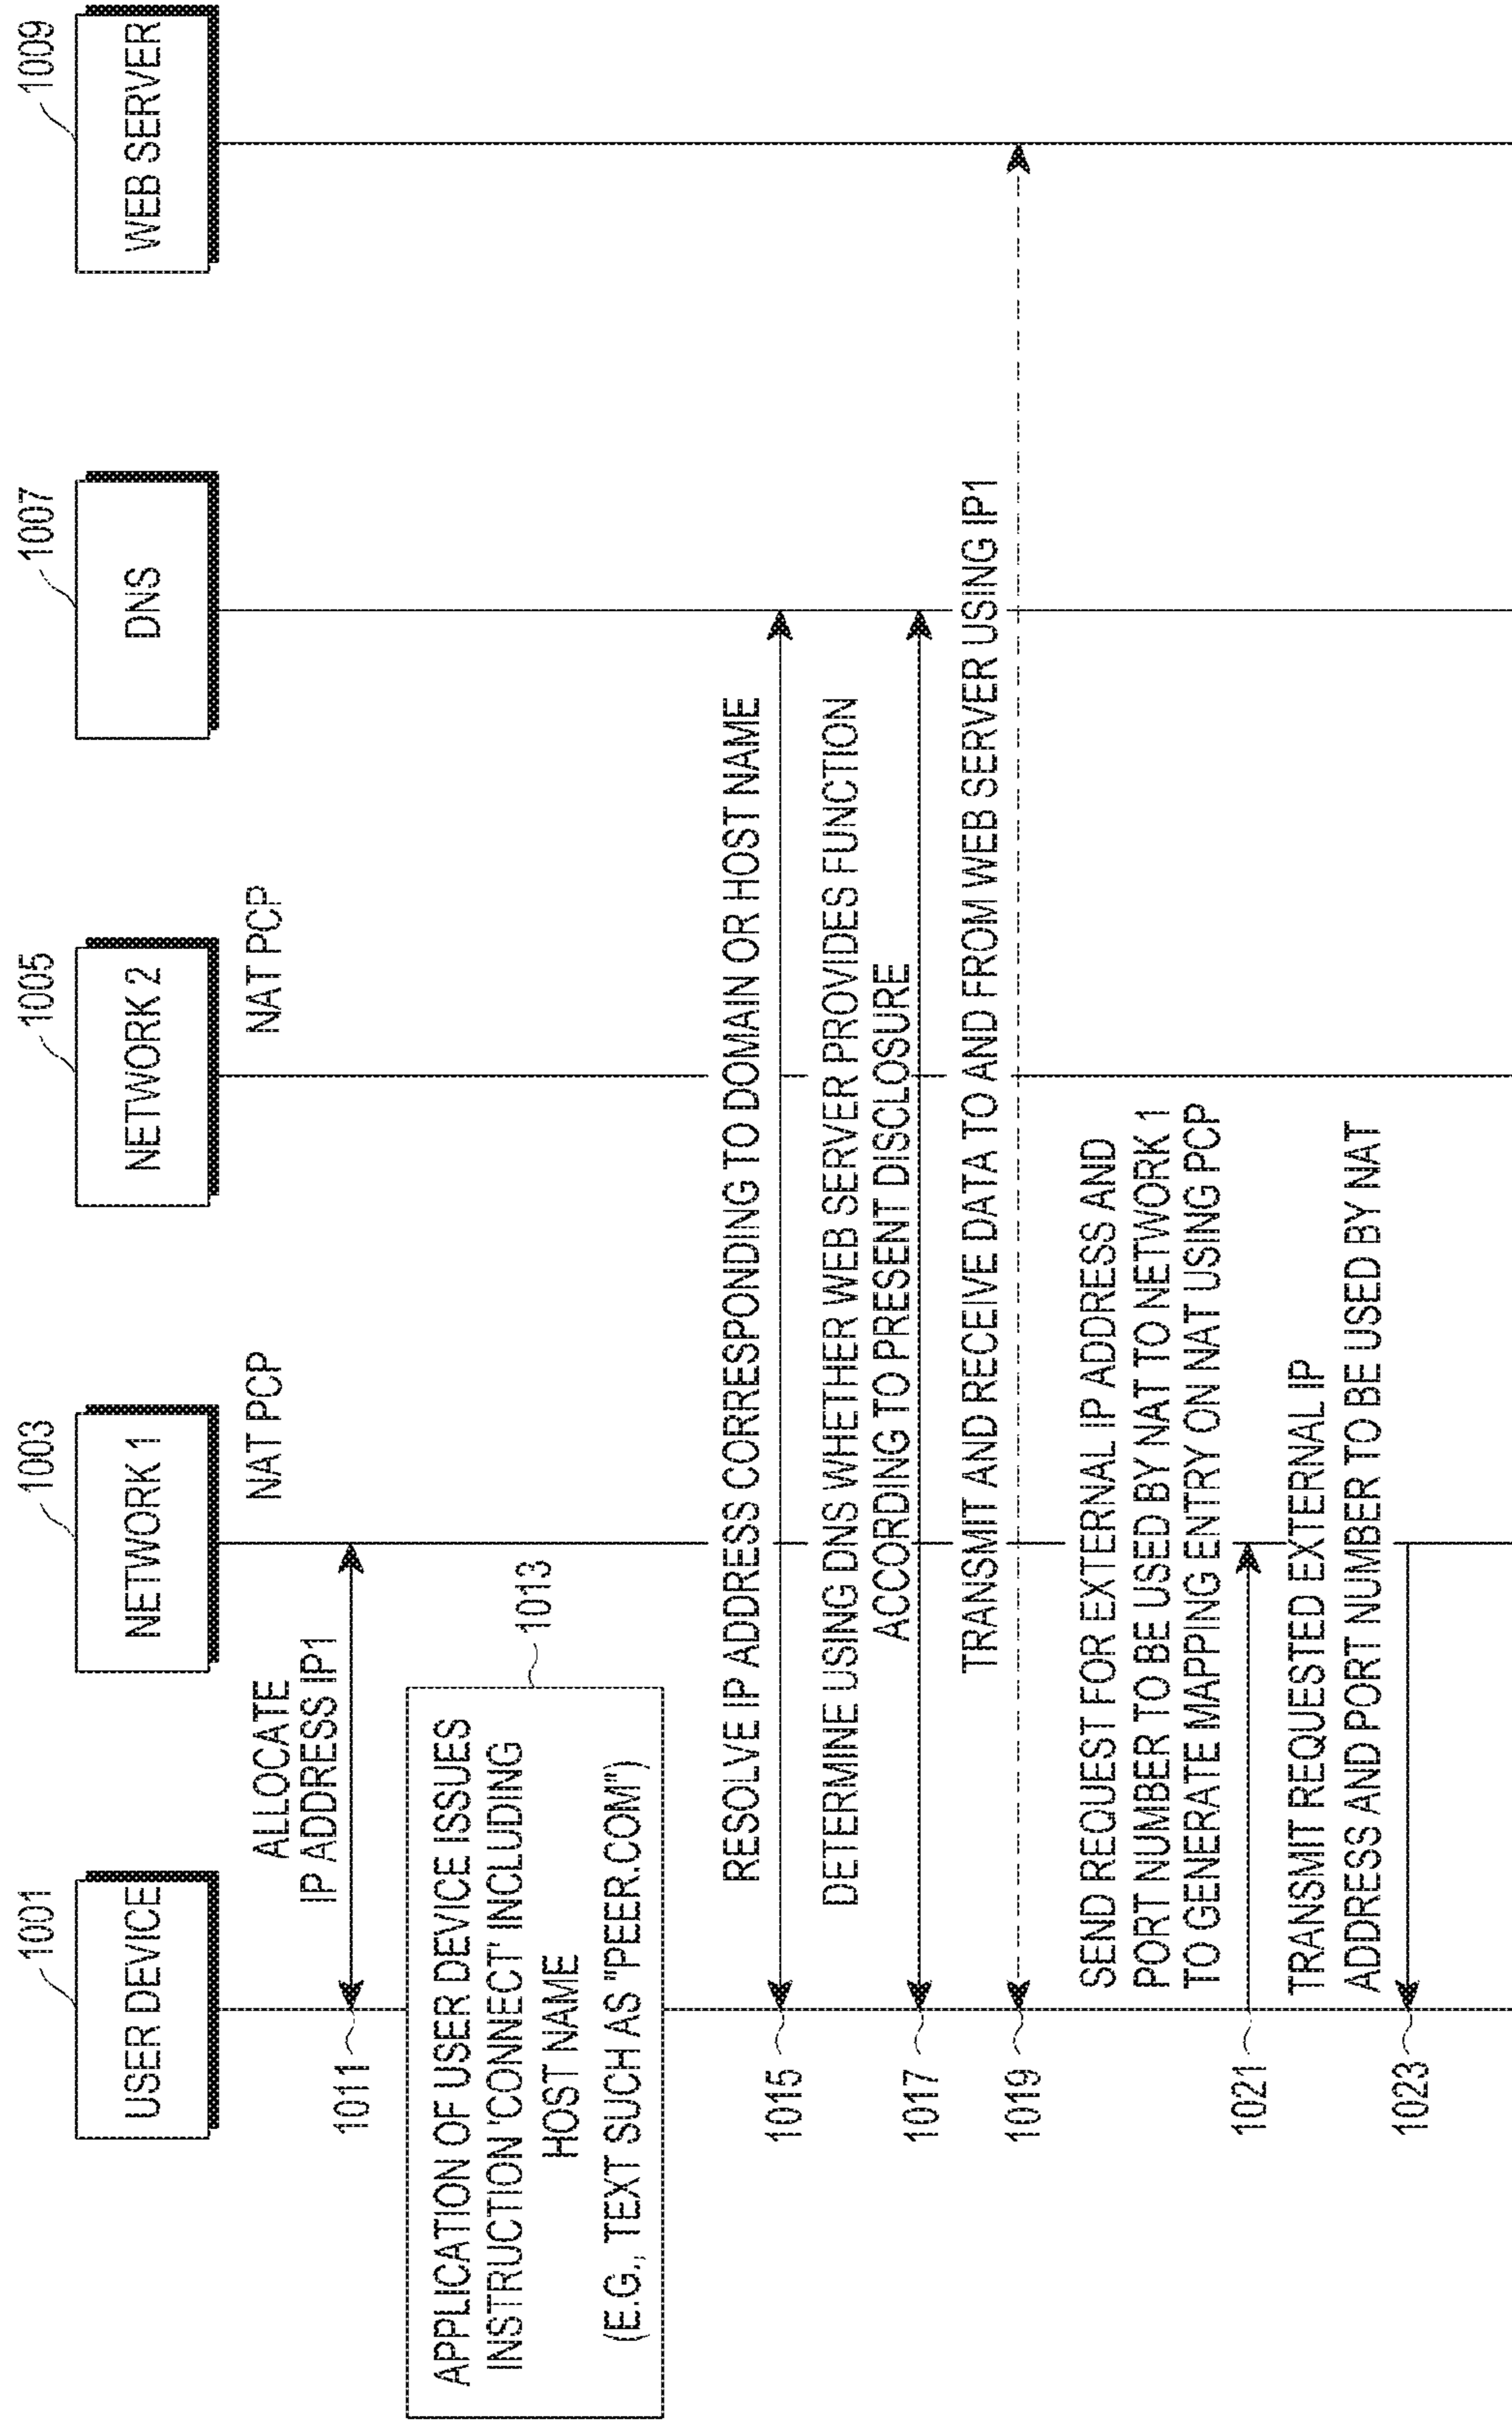 1001
1003
1005
1007
1009
USER DEVICE
NETWORK 1
NETWORK 2
DNS
WEB SERVER
NAT PCP
NAT PCP
ALLOCATE
IP ADDRESS IP1
1011
1013
APPLICATION OF USER DEVICE ISSUES
INSTRUCTION 'CONNECT' INCLUDING
HOST NAME
(E.G., TEXT SUCH AS "PEER.COM")
RESOLVE IP ADDRESS CORRESPONDING TO DOMAIN OR HOST NAME
1015
DETERMINE USING DNS WHETHER WEB SERVER PROVIDES FUNCTION
ACCORDING TO PRESENT DISCLOSURE
1017
TRANSMIT AND RECEIVE DATA TO AND FROM WEB SERVER USING IP1
1019
SEND REQUEST FOR EXTERNAL IP ADDRESS AND
PORT NUMBER TO BE USED BY NAT TO NETWORK 1
TO GENERATE MAPPING ENTRY ON NAT USING PCP
1021
TRANSMIT REQUESTED EXTERNAL IP
ADDRESS AND PORT NUMBER TO BE USED BY NAT
1023